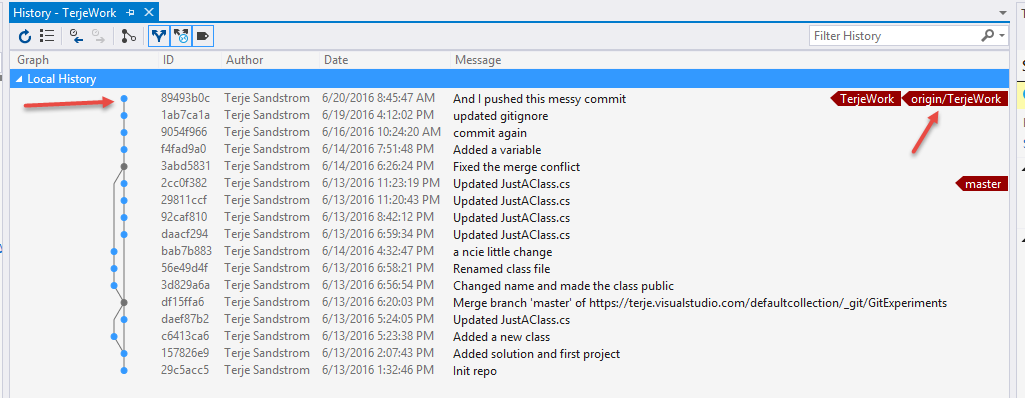 History - TerjeWork
Filter History
Graph ID Author Date Message
Local History
89493b0c Terje Sandstrom 6/20/2016 8:45:47 AM And I pushed this messy commit TerjeWork origin/TerjeWork
1ab7ca1a Terje Sandstrom 6/19/2016 4:12:02 PM updated gitignore
9054f966 Terje Sandstrom 6/16/2016 10:24:20 AM commit again
f4fad9a0 Terje Sandstrom 6/14/2016 7:51:48 PM Added a variable
3abd5831 Terje Sandstrom 6/14/2016 6:26:24 PM Fixed the merge conflict
2cc0f382 Terje Sandstrom 6/13/2016 11:23:19 PM Updated JustAClass.cs master
29811ccf Terje Sandstrom 6/13/2016 11:20:43 PM Updated JustAClass.cs
92caf810 Terje Sandstrom 6/13/2016 8:42:12 PM Updated JustAClass.cs
daacf294 Terje Sandstrom 6/13/2016 6:59:34 PM Updated JustAClass.cs
bab7b883 Terje Sandstrom 6/14/2016 4:32:47 PM a ncie little change
56e49d4f Terje Sandstrom 6/13/2016 6:58:21 PM Renamed class file
3d829a6a Terje Sandstrom 6/13/2016 6:56:54 PM Changed name and made the class public
df15ffa6 Terje Sandstrom 6/13/2016 6:20:03 PM Merge branch 'master' of https://terje.visualstudio.com/defaultcollection/_git/GitExperiments
daef87b2 Terje Sandstrom 6/13/2016 5:24:05 PM Updated JustAClass.cs
c6413ca6 Terje Sandstrom 6/13/2016 5:23:38 PM Added a new class
157826e9 Terje Sandstrom 6/13/2016 2:07:43 PM Added solution and first project
29c5acc5 Terje Sandstrom 6/13/2016 1:32:46 PM Init repo